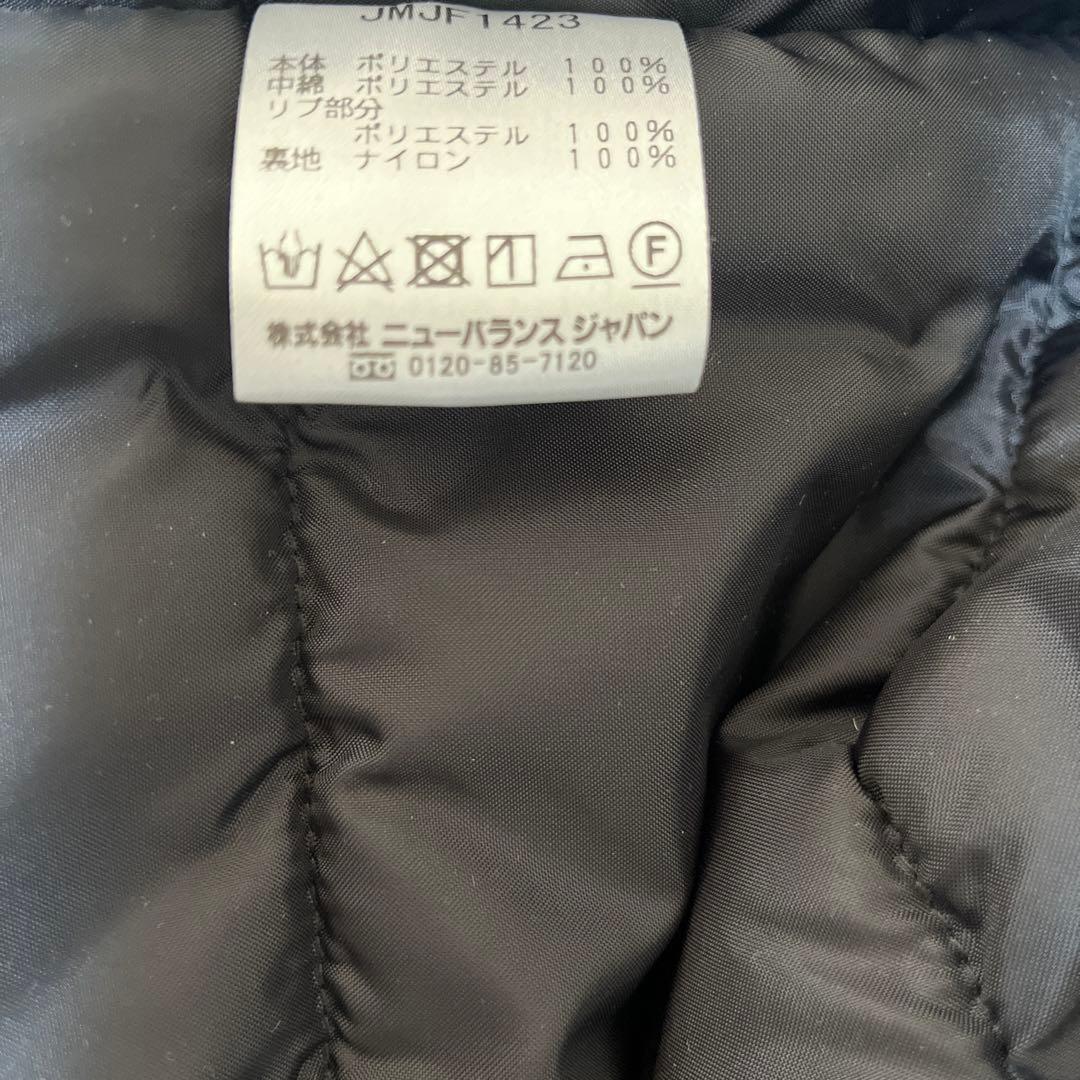 JMJF1423
本体 ポリエステル 100%
中綿 ポリエステル 100%
リブ部分
ポリエステル 100%
裏地 ナイロン 100%
F
株式会社 ニューバランス ジャパン
0120-85-7120